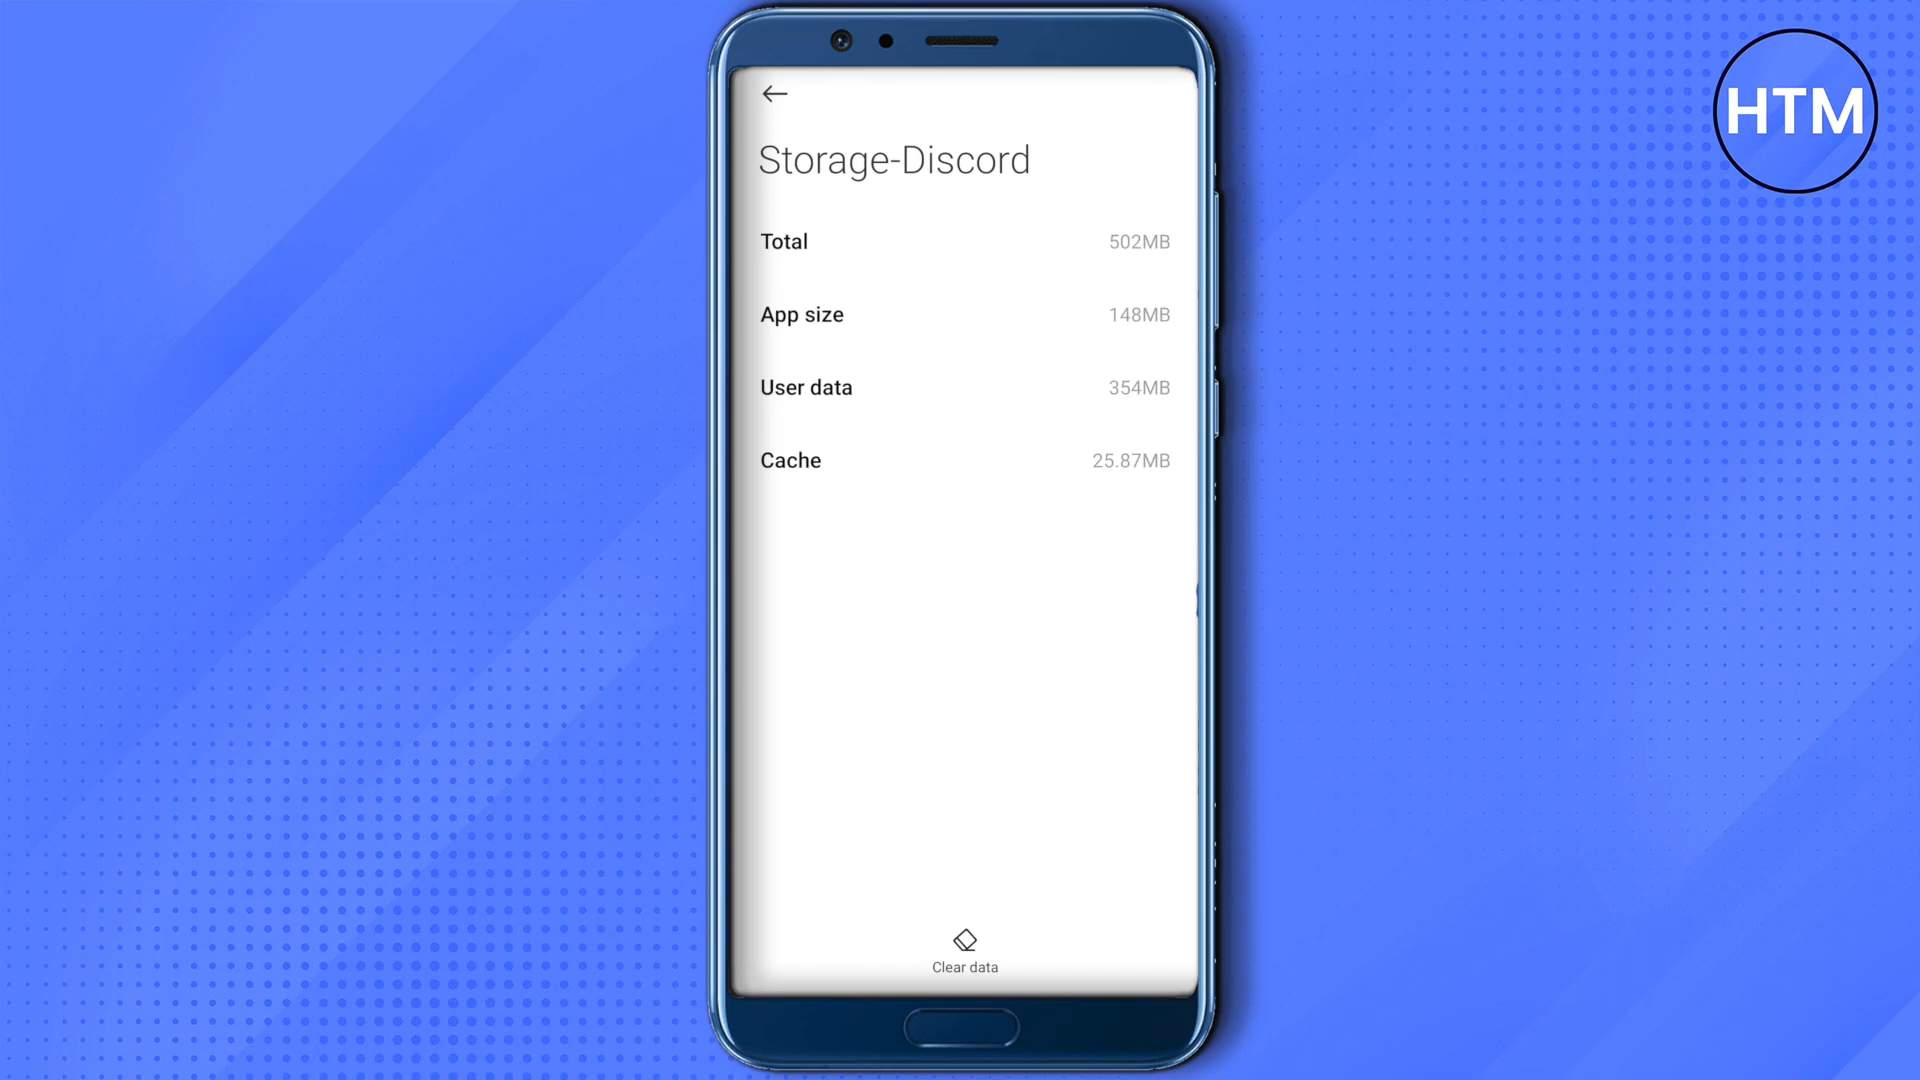 HTM
Storage-Discord
Total 502MB
App size 148MB
User data 354MB
Cache 25.87MB
Clear data